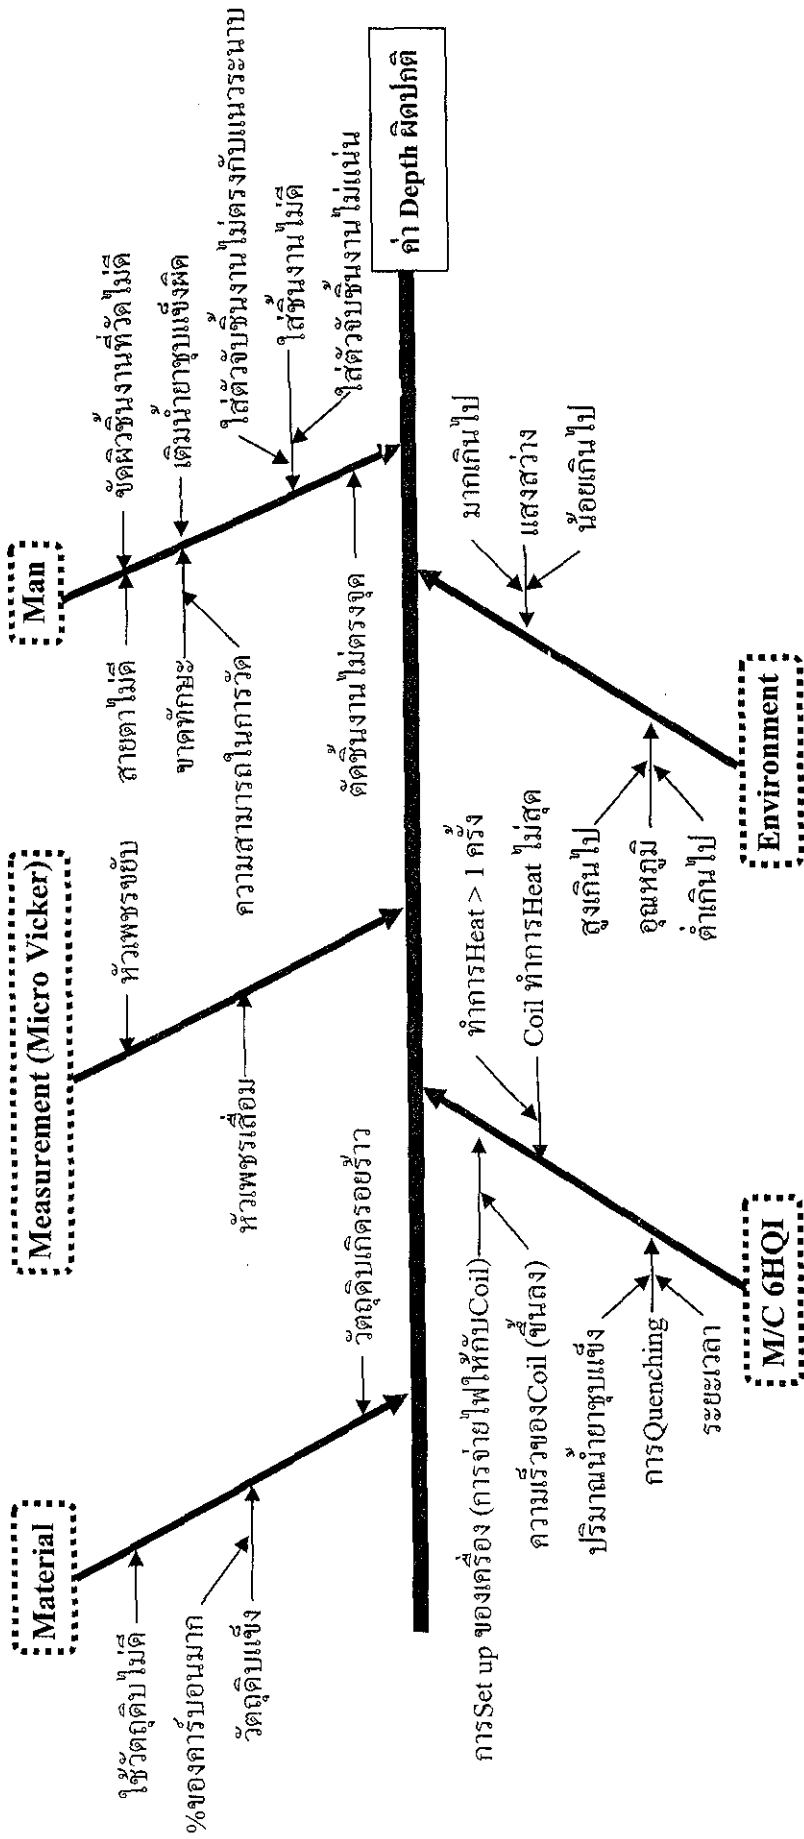 Material
ใช้วัตถุดิบไม่ดี
%ของคาร์บอนมาก
วัตถุดิบแข็ง
วัตถุดิบเกิดรอยร้าว
Measurement (Micro Vicker)
หัวเพชรขยับ
หัวเพชรเสื่อม
Man
สายตาไม่ดี
ขัดผิวชิ้นงานที่วัดไม่ดี
ขาดทักษะ
เติมน้ำยาชุบแข็งผิด
ความสามารถในการวัด
ใส่ตัวจับชิ้นงานไม่ตรงกับแนวระนาบ
ใส่ชิ้นงานไม่ดี
ใส่ตัวจับชิ้นงานไม่แน่น
ตัดชิ้นงานไม่ตรงจุด
ค่า Depth ผิดปกติ
การSet up ของเครื่อง (การจ่ายไฟให้กับCoil)
ความเร็วของCoil (ขึ้นลง)
ทำการHeat > 1 ครั้ง
Coil ทำการHeat ไม่สุด
ปริมาณน้ำยาชุบแข็ง
การQuenching
ระยะเวลา
M/C 6HQI
มากเกินไป
แสงสว่าง
น้อยเกินไป
สูงเกินไป
อุณหภูมิ
ต่ำเกินไป
Environment